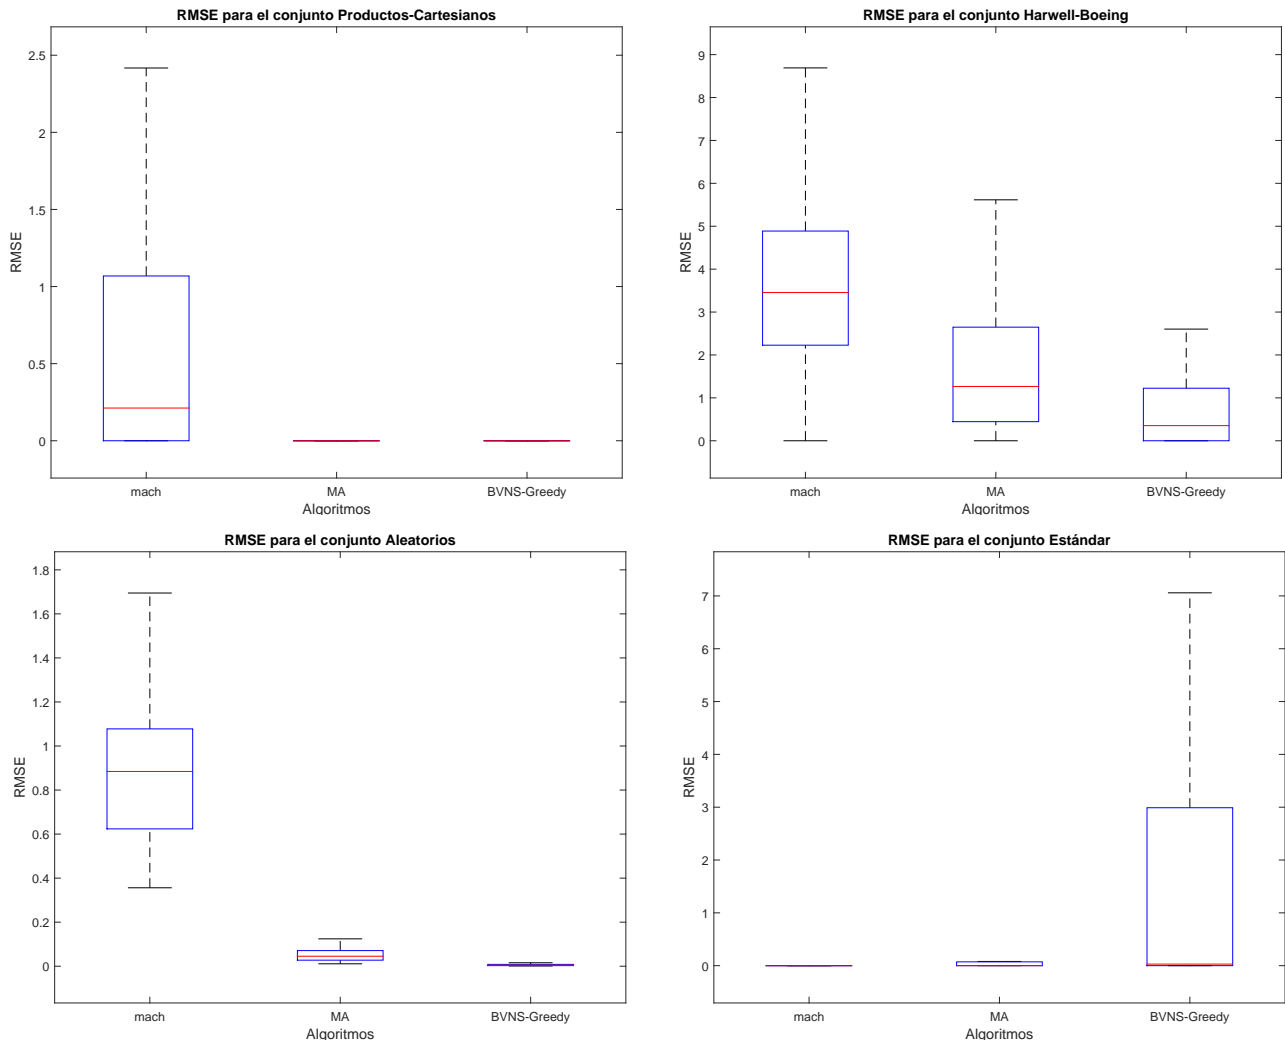 RMSE para el conjunto Productos-Cartesianos
2.5
2
1.5
1
0.5
0
RMSE
mach
MA
BVNS-Greedy
Algoritmos
RMSE para el conjunto Harwell-Boeing
9
8
7
6
5
4
3
2
1
0
RMSE
mach
MA
BVNS-Greedy
Algoritmos
RMSE para el conjunto Aleatorios
1.8
1.6
1.4
1.2
1
0.8
0.6
0.4
0.2
0
RMSE
mach
MA
BVNS-Greedy
Algoritmos
RMSE para el conjunto Estándar
7
6
5
4
3
2
1
0
RMSE
mach
MA
BVNS-Greedy
Algoritmos